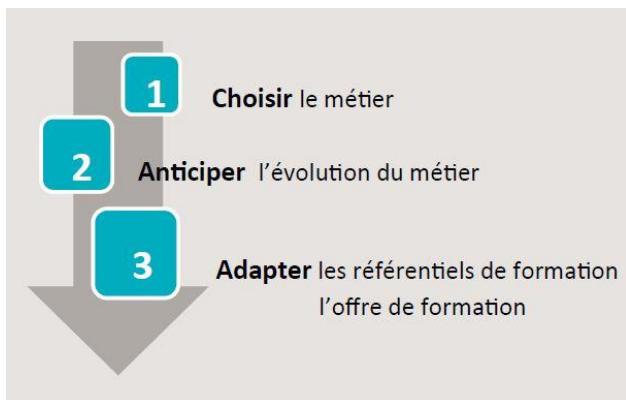 1 Choisir le métier
2 Anticiper l'évolution du métier
3 Adapter les référentiels de formation
l'offre de formation